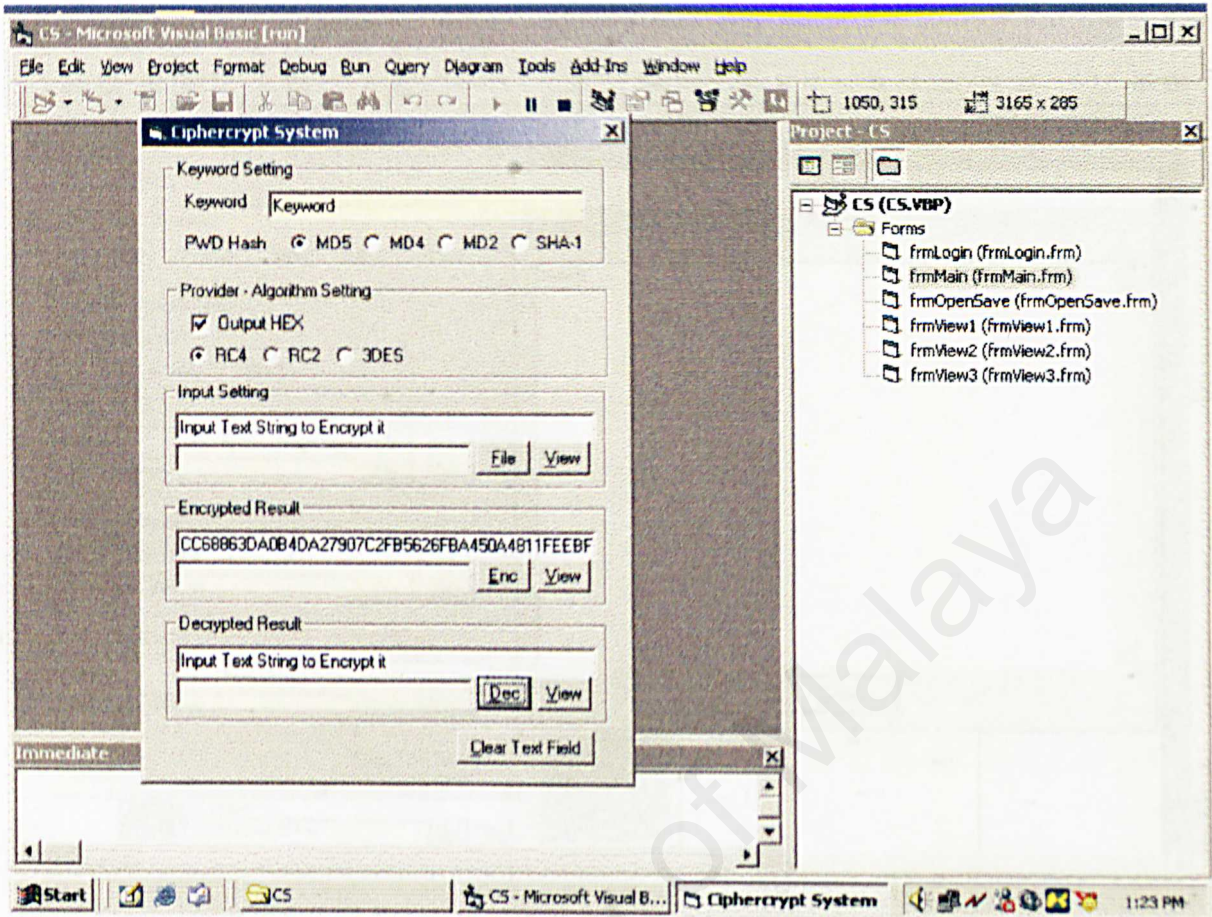 CS - Microsoft Visual Basic [run]
File Edit View Project Format Debug Run Query Diagram Tools Add-Ins Window Help
1050, 315 3165 x 285
Ciphercrypt System
Keyword Setting
Keyword Keyword
PWD Hash MD5 MD4 MD2 SHA-1
Provider - Algorithm Setting
Output HEX
RC4 RC2 3DES
Input Setting
Input Text String to Encrypt it
File View
Encrypted Result
CC68863DA0B4DA27907C2FB5626FBA450A4811FEEBF
Enc View
Decrypted Result
Input Text String to Encrypt it
Dec View
Clear Text Field
Project - CS
CS (CS.VBP)
Forms
frmLogin (frmLogin.frm)
frmMain (frmMain.frm)
frmOpenSave (frmOpenSave.frm)
frmView1 (frmView1.frm)
frmView2 (frmView2.frm)
frmView3 (frmView3.frm)
Immediate
of Malaya
Start CS CS - Microsoft Visual B... Ciphercrypt System 1:23 PM